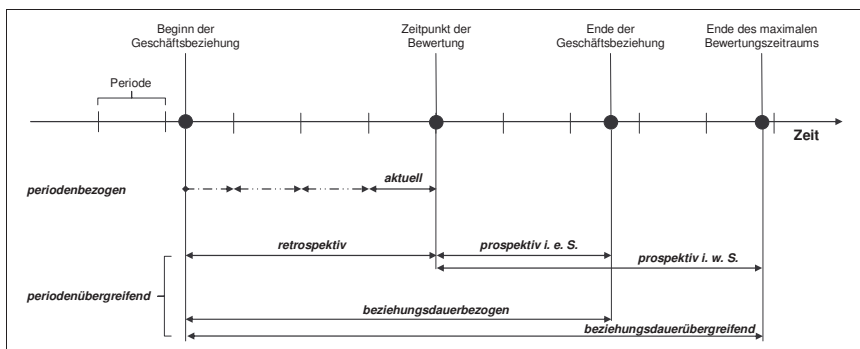 Beginn der
Geschäftsbeziehung
Zeitpunkt der
Bewertung
Ende der
Geschäftsbeziehung
Ende des maximalen
Bewertungszeitraums
Periode
Zeit
periodenbezogen
aktuell
retrospektiv
prospektiv i. e. S.
prospektiv i. w. S.
periodenübergreifend
beziehungsdauerbezogen
beziehungsdauerübergreifend